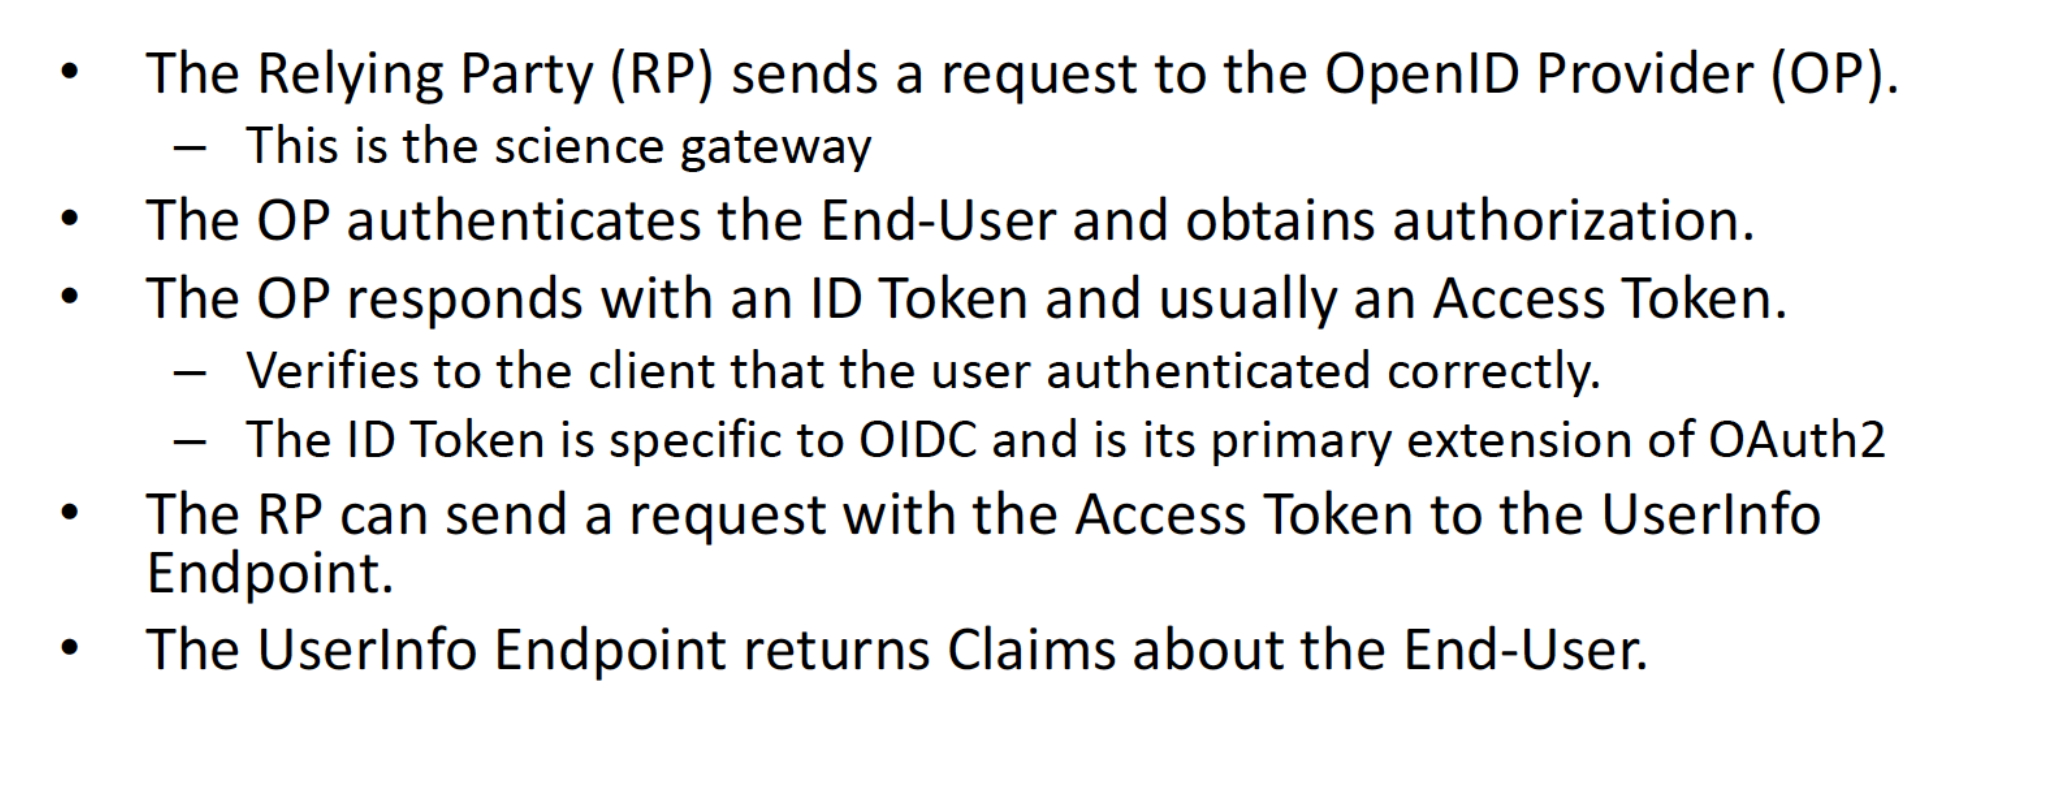 • The Relying Party (RP) sends a request to the OpenID Provider (OP).
– This is the science gateway
• The OP authenticates the End-User and obtains authorization.
• The OP responds with an ID Token and usually an Access Token.
– Verifies to the client that the user authenticated correctly.
– The ID Token is specific to OIDC and is its primary extension of OAuth2
• The RP can send a request with the Access Token to the UserInfo
Endpoint.
• The UserInfo Endpoint returns Claims about the End-User.